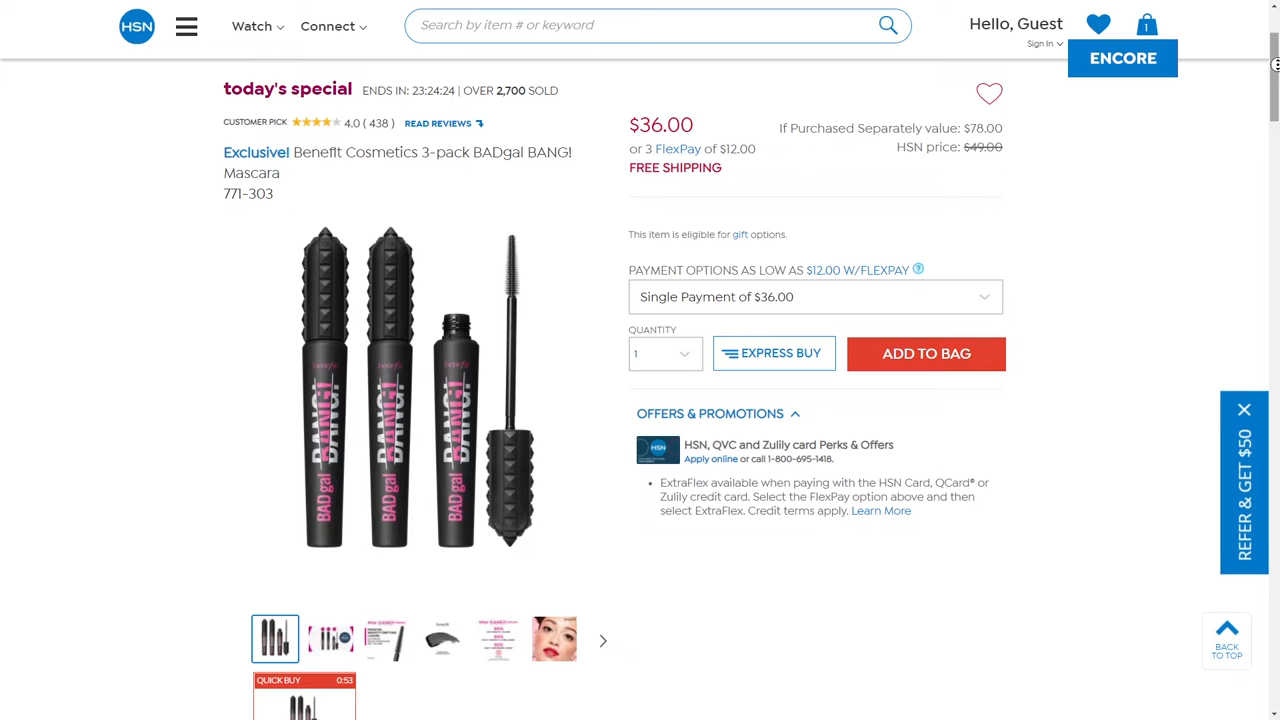 HSN
Watch
Connect
Search by item # or keyword
Hello, Guest
Sign In
1
ENCORE
today's special ENDS IN: 23:24:24 | OVER 2,700 SOLD
CUSTOMER PICK 4.0 ( 438 ) READ REVIEWS
Exclusive! Benefit Cosmetics 3-pack BADgal BANG!
Mascara
771-303
$36.00
If Purchased Separately value: $78.00
or 3 FlexPay of $12.00
HSN price: $49.00
FREE SHIPPING
This item is eligible for gift options.
PAYMENT OPTIONS AS LOW AS $12.00 W/FLEXPAY ?
Single Payment of $36.00
QUANTITY
1
EXPRESS BUY
ADD TO BAG
OFFERS & PROMOTIONS
HSN
HSN, QVC and Zulily card Perks & Offers
Apply online or call 1-800-695-1418.
• ExtraFlex available when paying with the HSN Card, QCard® or
Zulily credit card. Select the FlexPay option above and then
select ExtraFlex. Credit terms apply. Learn More
benefit
BADgal BANG!
benefit
BADgal BANG!
benefit
BADgal BANG!
REFER & GET $50
BACK
TO TOP
QUICK BUY 0:53